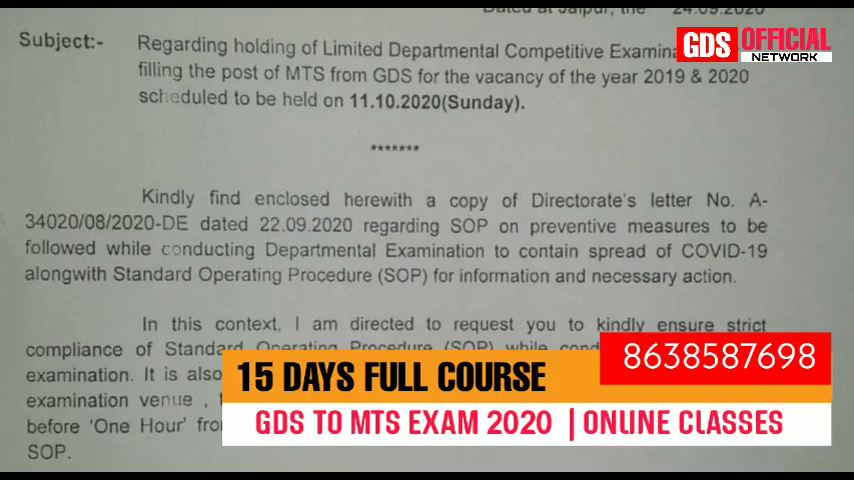 Dated at Jaipur, the 24.09.2020
Subject:- Regarding holding of Limited Departmental Competitive
filling the post of MTS from GDS for the vacancy of the year 2019 & 2020
scheduled to be held on 11.10.2020(Sunday).
*******
Kindly find enclosed herewith a copy of Directorate's letter No. A-
34020/08/2020-DE dated 22.09.2020 regarding SOP on preventive measures to be
followed while conducting Departmental Examination to contain spread of COVID-19
alongwith Standard Operating Procedure (SOP) for information and necessary action.
In this context, I am directed to request you to kindly ensure strict
compliance of Standard Operating Procedure (SOP) while
examination. It is also
examination venue ,
before 'One Hour'
SOP.
GDS OFFICIAL
NETWORK
8638587698
15 DAYS FULL COURSE
GDS TO MTS EXAM 2020 | ONLINE CLASSES